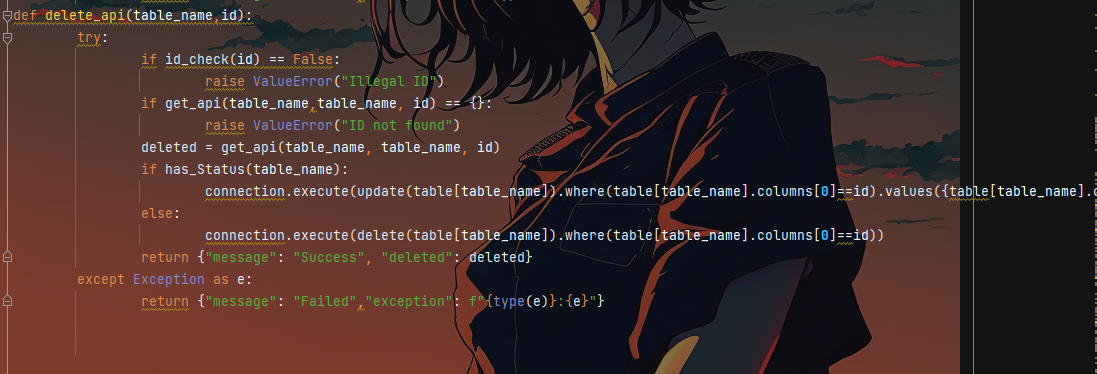 def delete_api(table_name,id):
try:
if id_check(id) == False:
raise ValueError("Illegal ID")
if get_api(table_name,table_name, id) == {}:
raise ValueError("ID not found")
deleted = get_api(table_name, table_name, id)
if has_Status(table_name):
connection.execute(update(table[table_name]).where(table[table_name].columns[0]==id).values({table[table_name].
else:
connection.execute(delete(table[table_name]).where(table[table_name].columns[0]==id))
return {"message": "Success", "deleted": deleted}
except Exception as e:
return {"message": "Failed","exception": f"{type(e)}:{e}"}